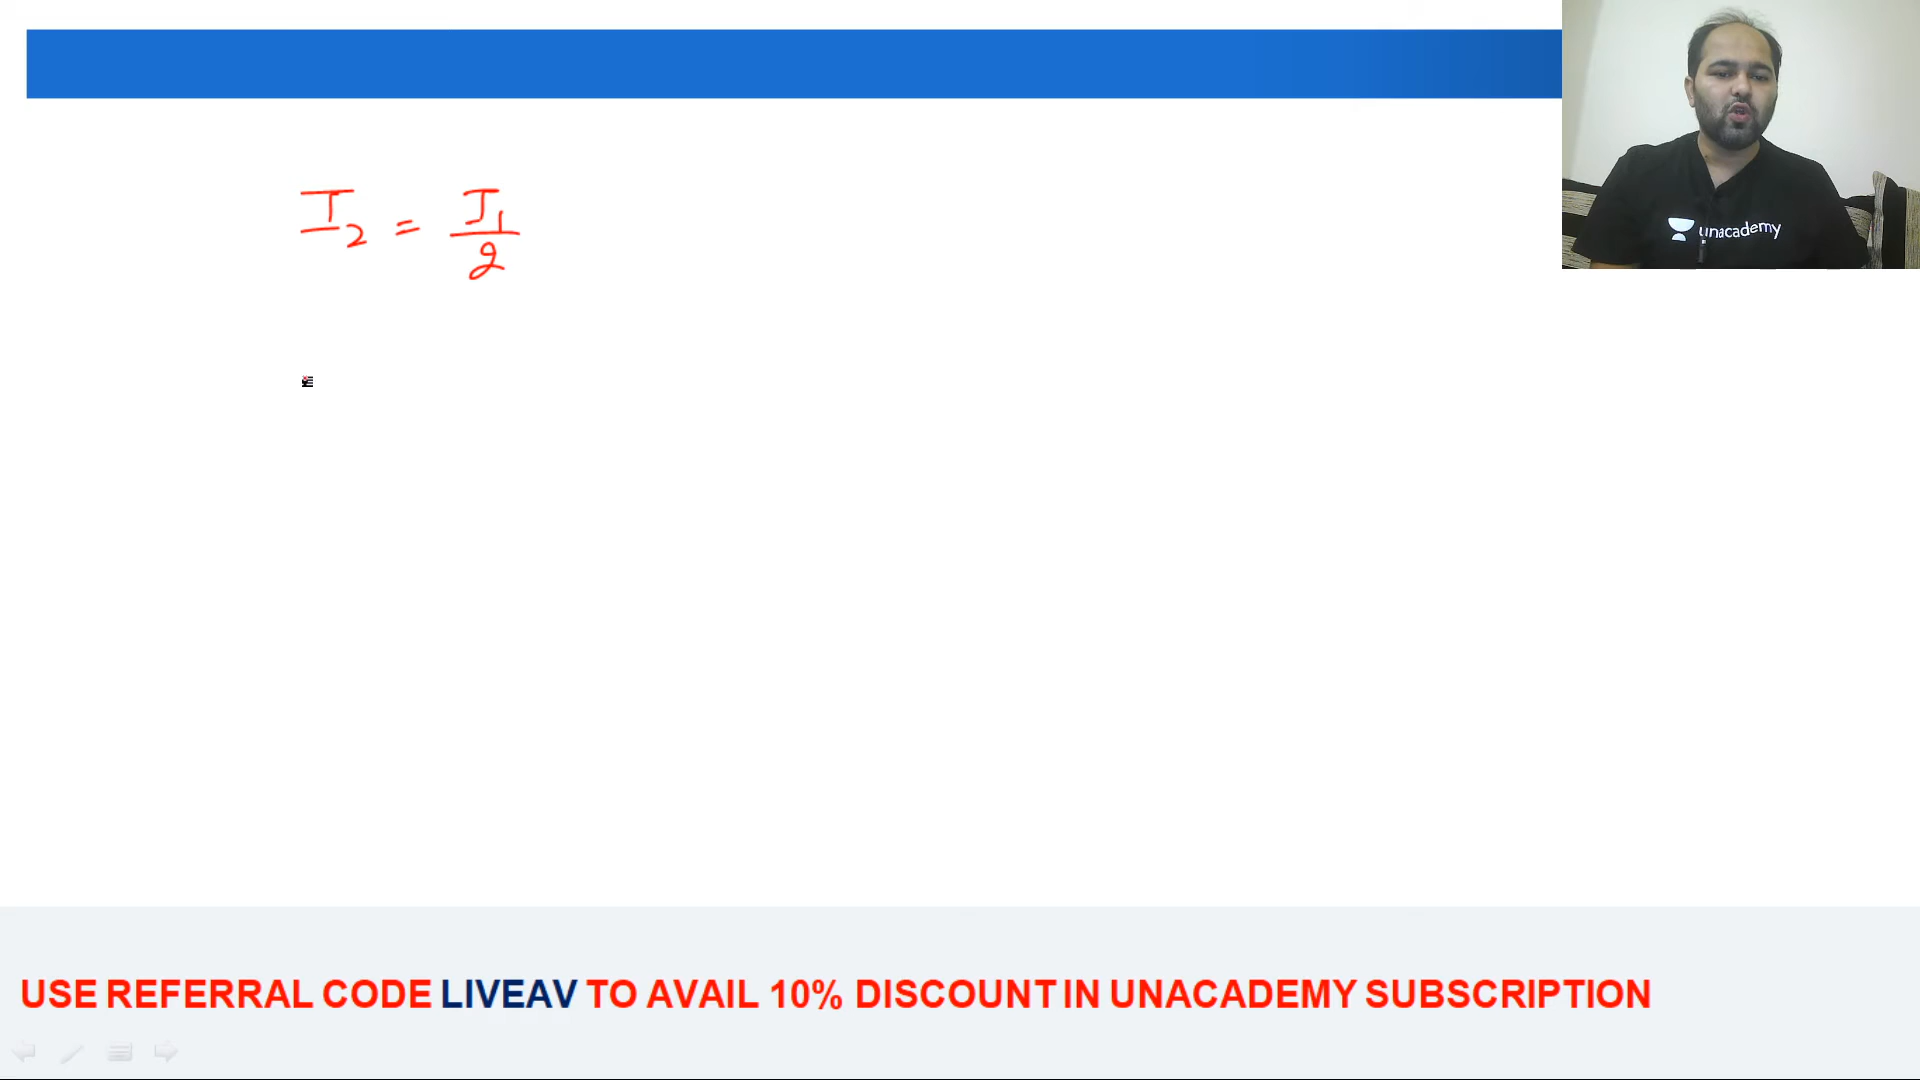 I₂ = I₁/2
unacademy
USE REFERRAL CODE LIVEAV TO AVAIL 10% DISCOUNT IN UNACADEMY SUBSCRIPTION